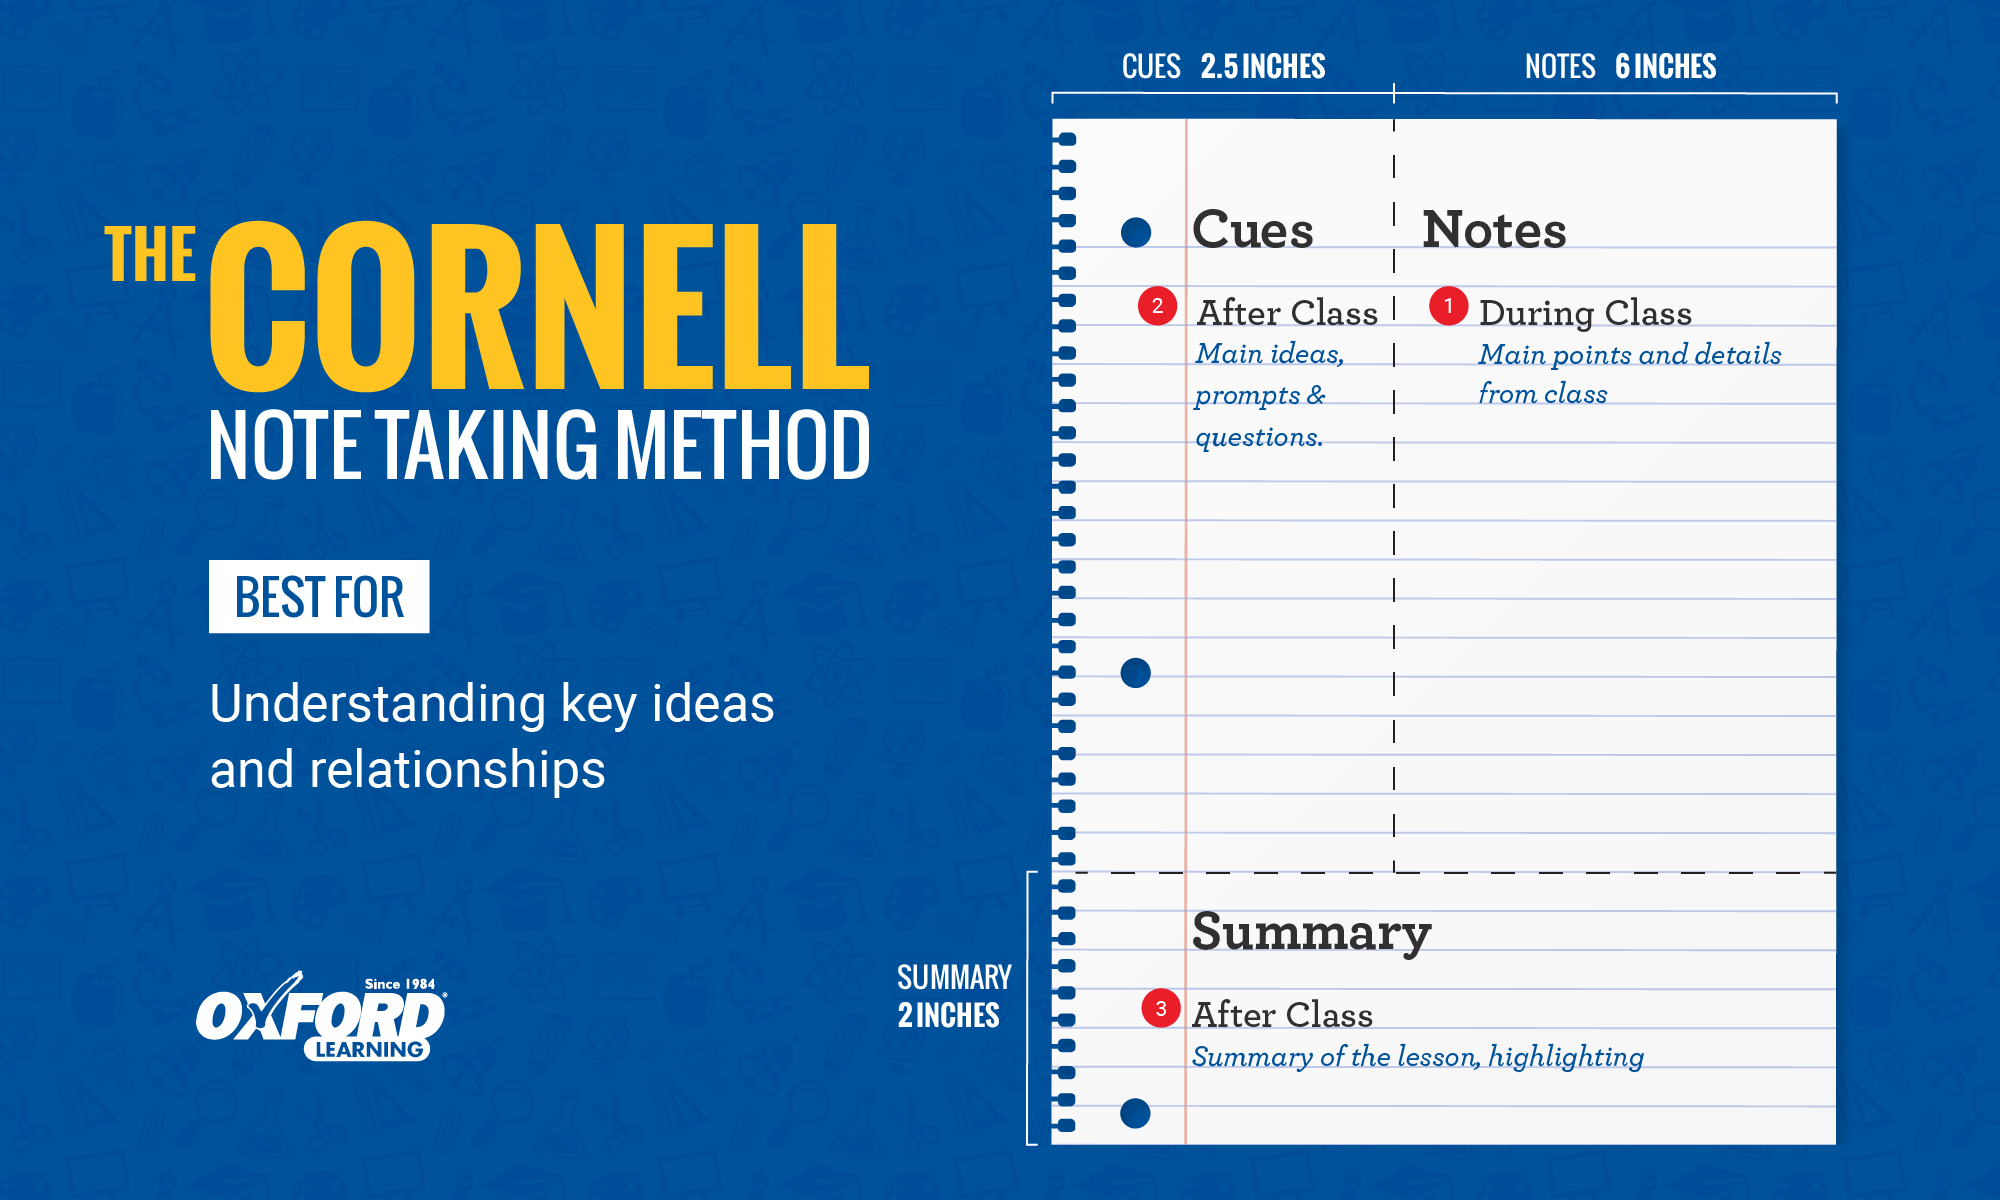 THE CORNELL
NOTE TAKING METHOD
BEST FOR
Understanding key ideas
and relationships
Since 1984
OXFORD®
LEARNING
CUES 2.5 INCHES
NOTES 6 INCHES
Cues
2 After Class
Main ideas,
prompts &
questions.
Notes
1 During Class
Main points and details
from class
SUMMARY
2 INCHES
Summary
3 After Class
Summary of the lesson, highlighting